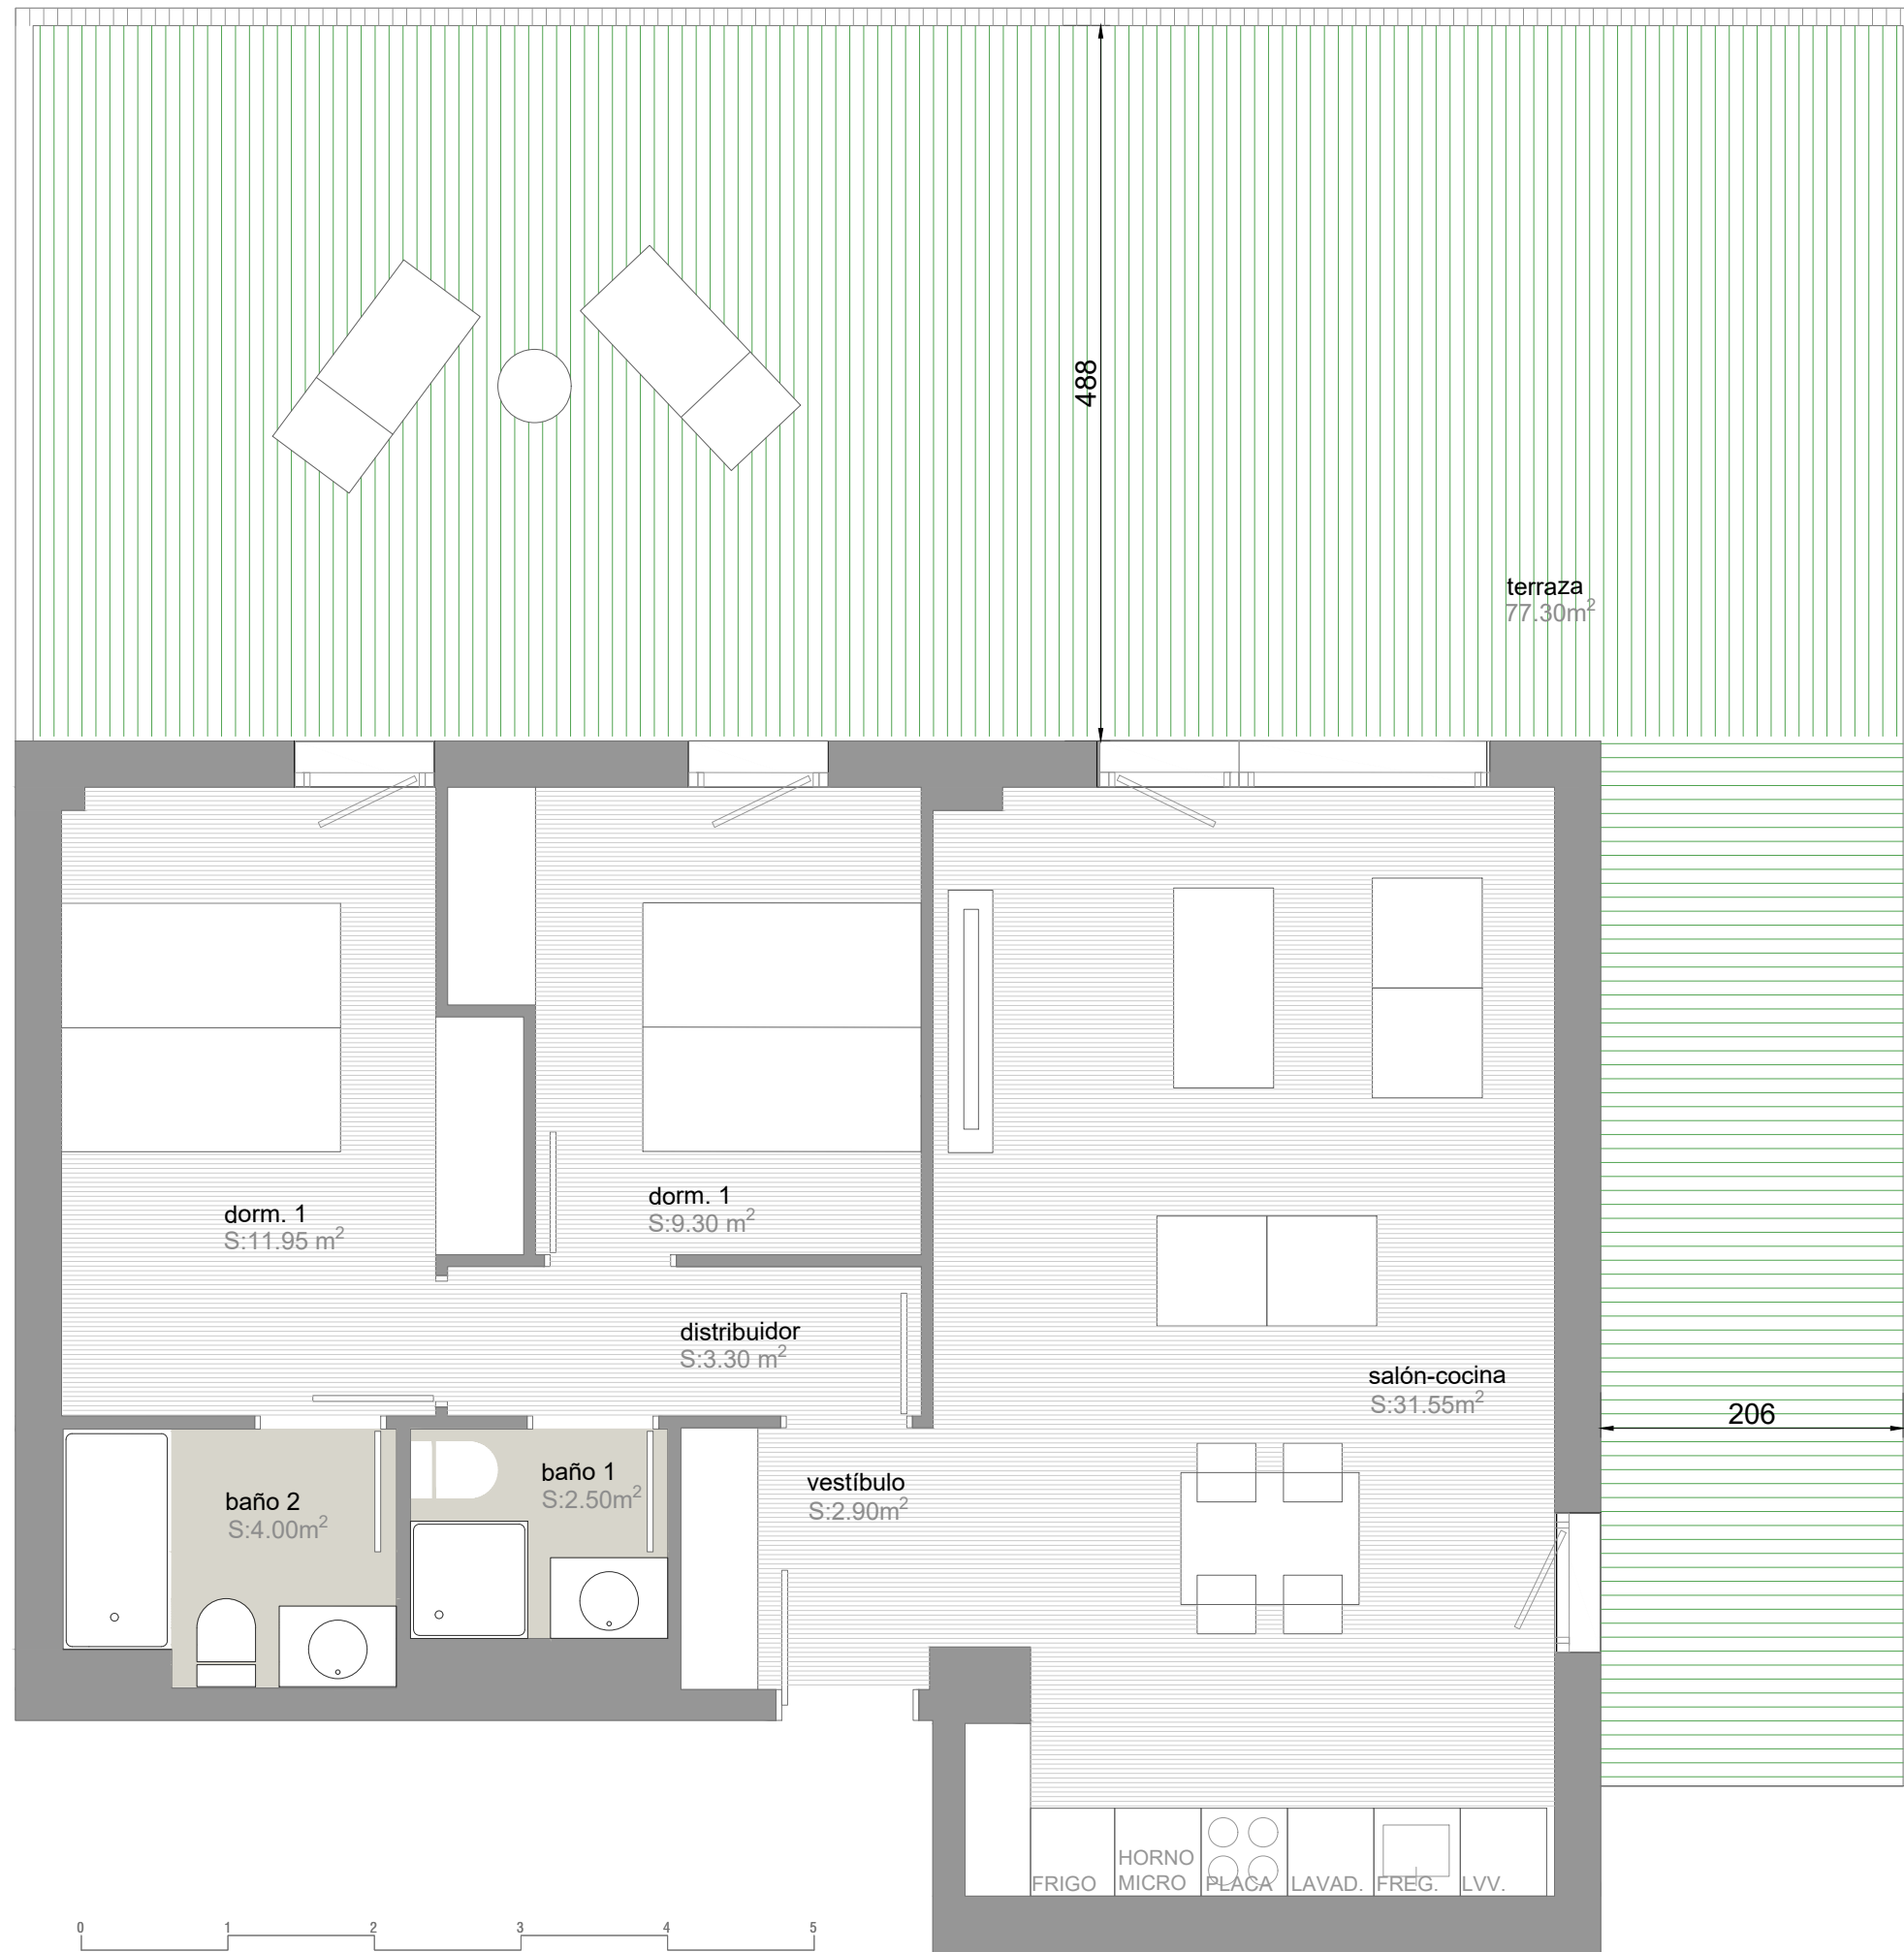 488
terraza
77.30m²
dorm. 1
S:11.95 m²
dorm. 1
S:9.30 m²
distribuidor
S:3.30 m²
salón-cocina
S:31.55m²
206
baño 2
S:4.00m²
baño 1
S:2.50m²
vestíbulo
S:2.90m²
FRIGO
HORNO
MICRO
PLACA
LAVAD.
FREG.
LVV.
0 1 2 3 4 5